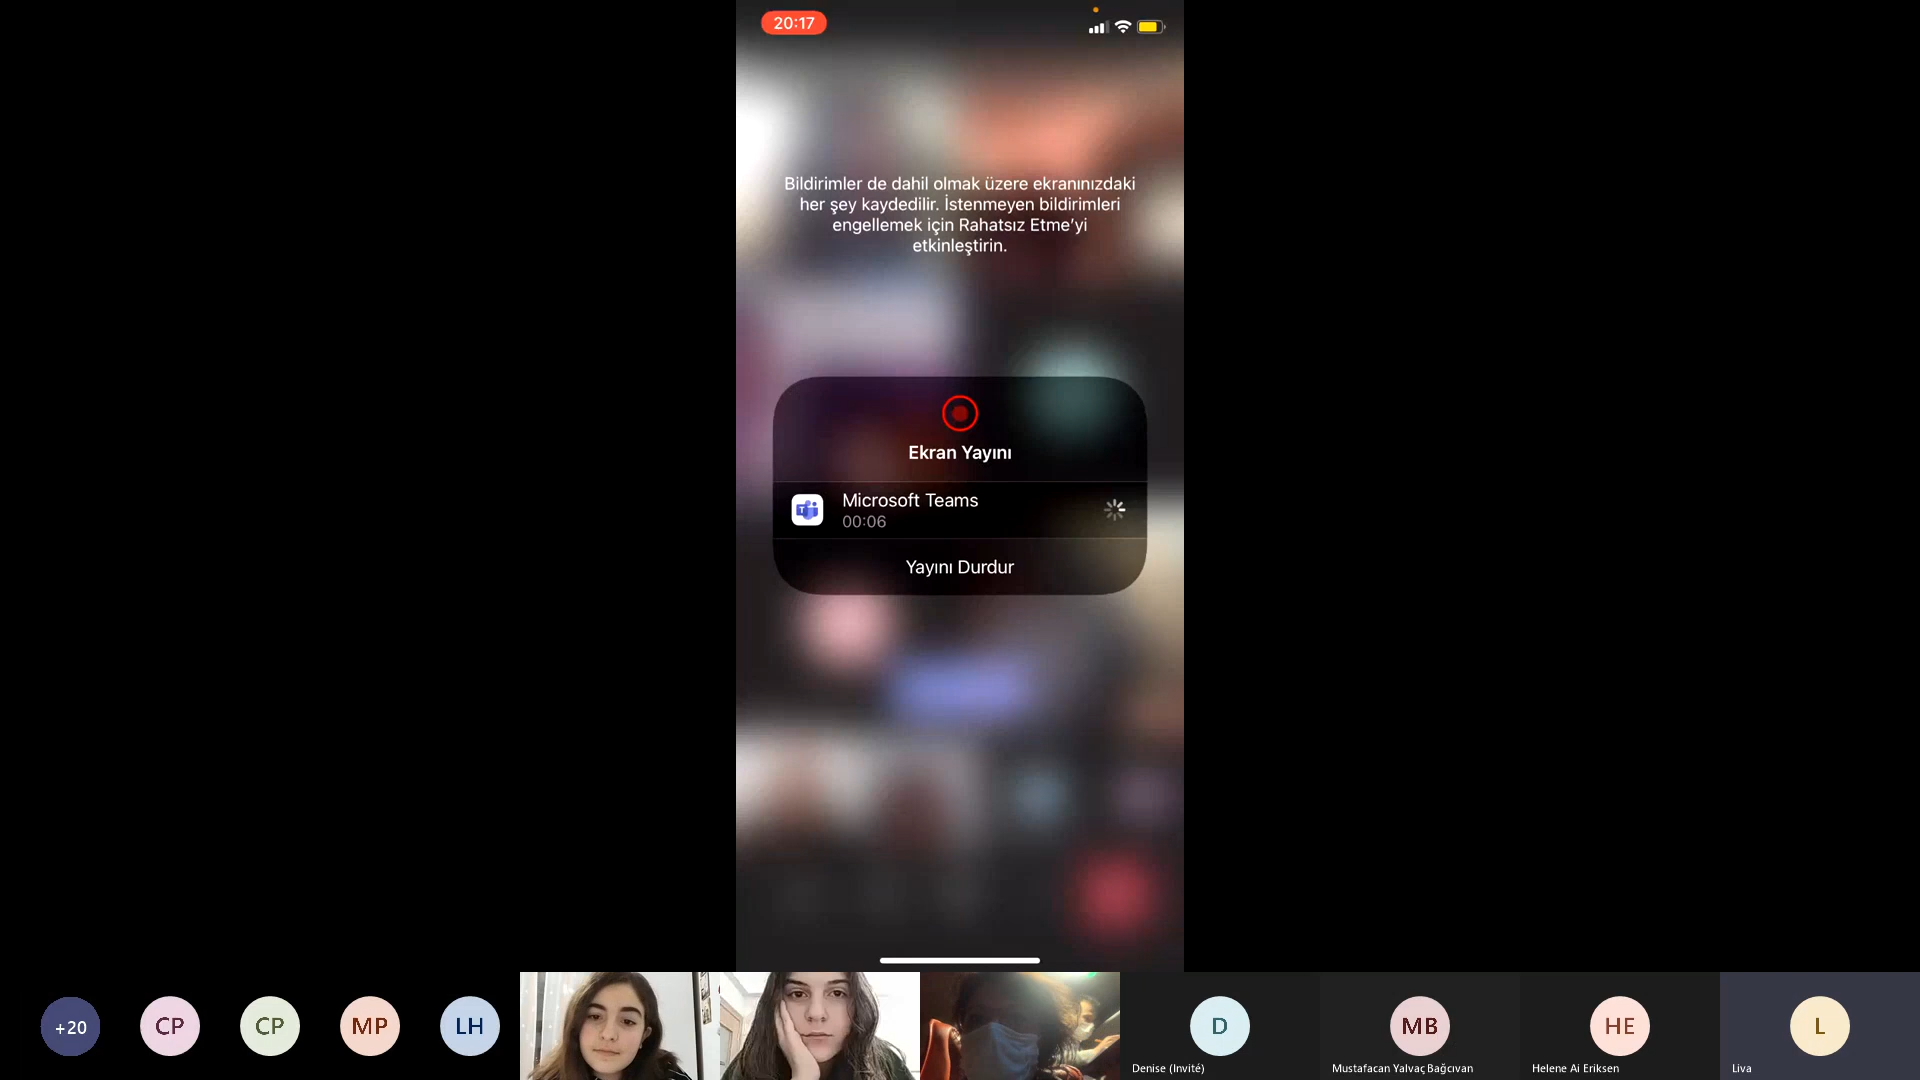 20:17
Bildirimler de dahil olmak üzere ekranınızdaki
her şey kaydedilir. İstenmeyen bildirimleri
engellemek için Rahatsız Etme'yi
etkinleştirin.
Ekran Yayını
Microsoft Teams
00:06
Yayını Durdur
+20
CP
CP
MP
LH
D
Denise (Invité)
MB
Mustafacan Yalvaç Bağcıvan
HE
Helene Ai Eriksen
L
Liva